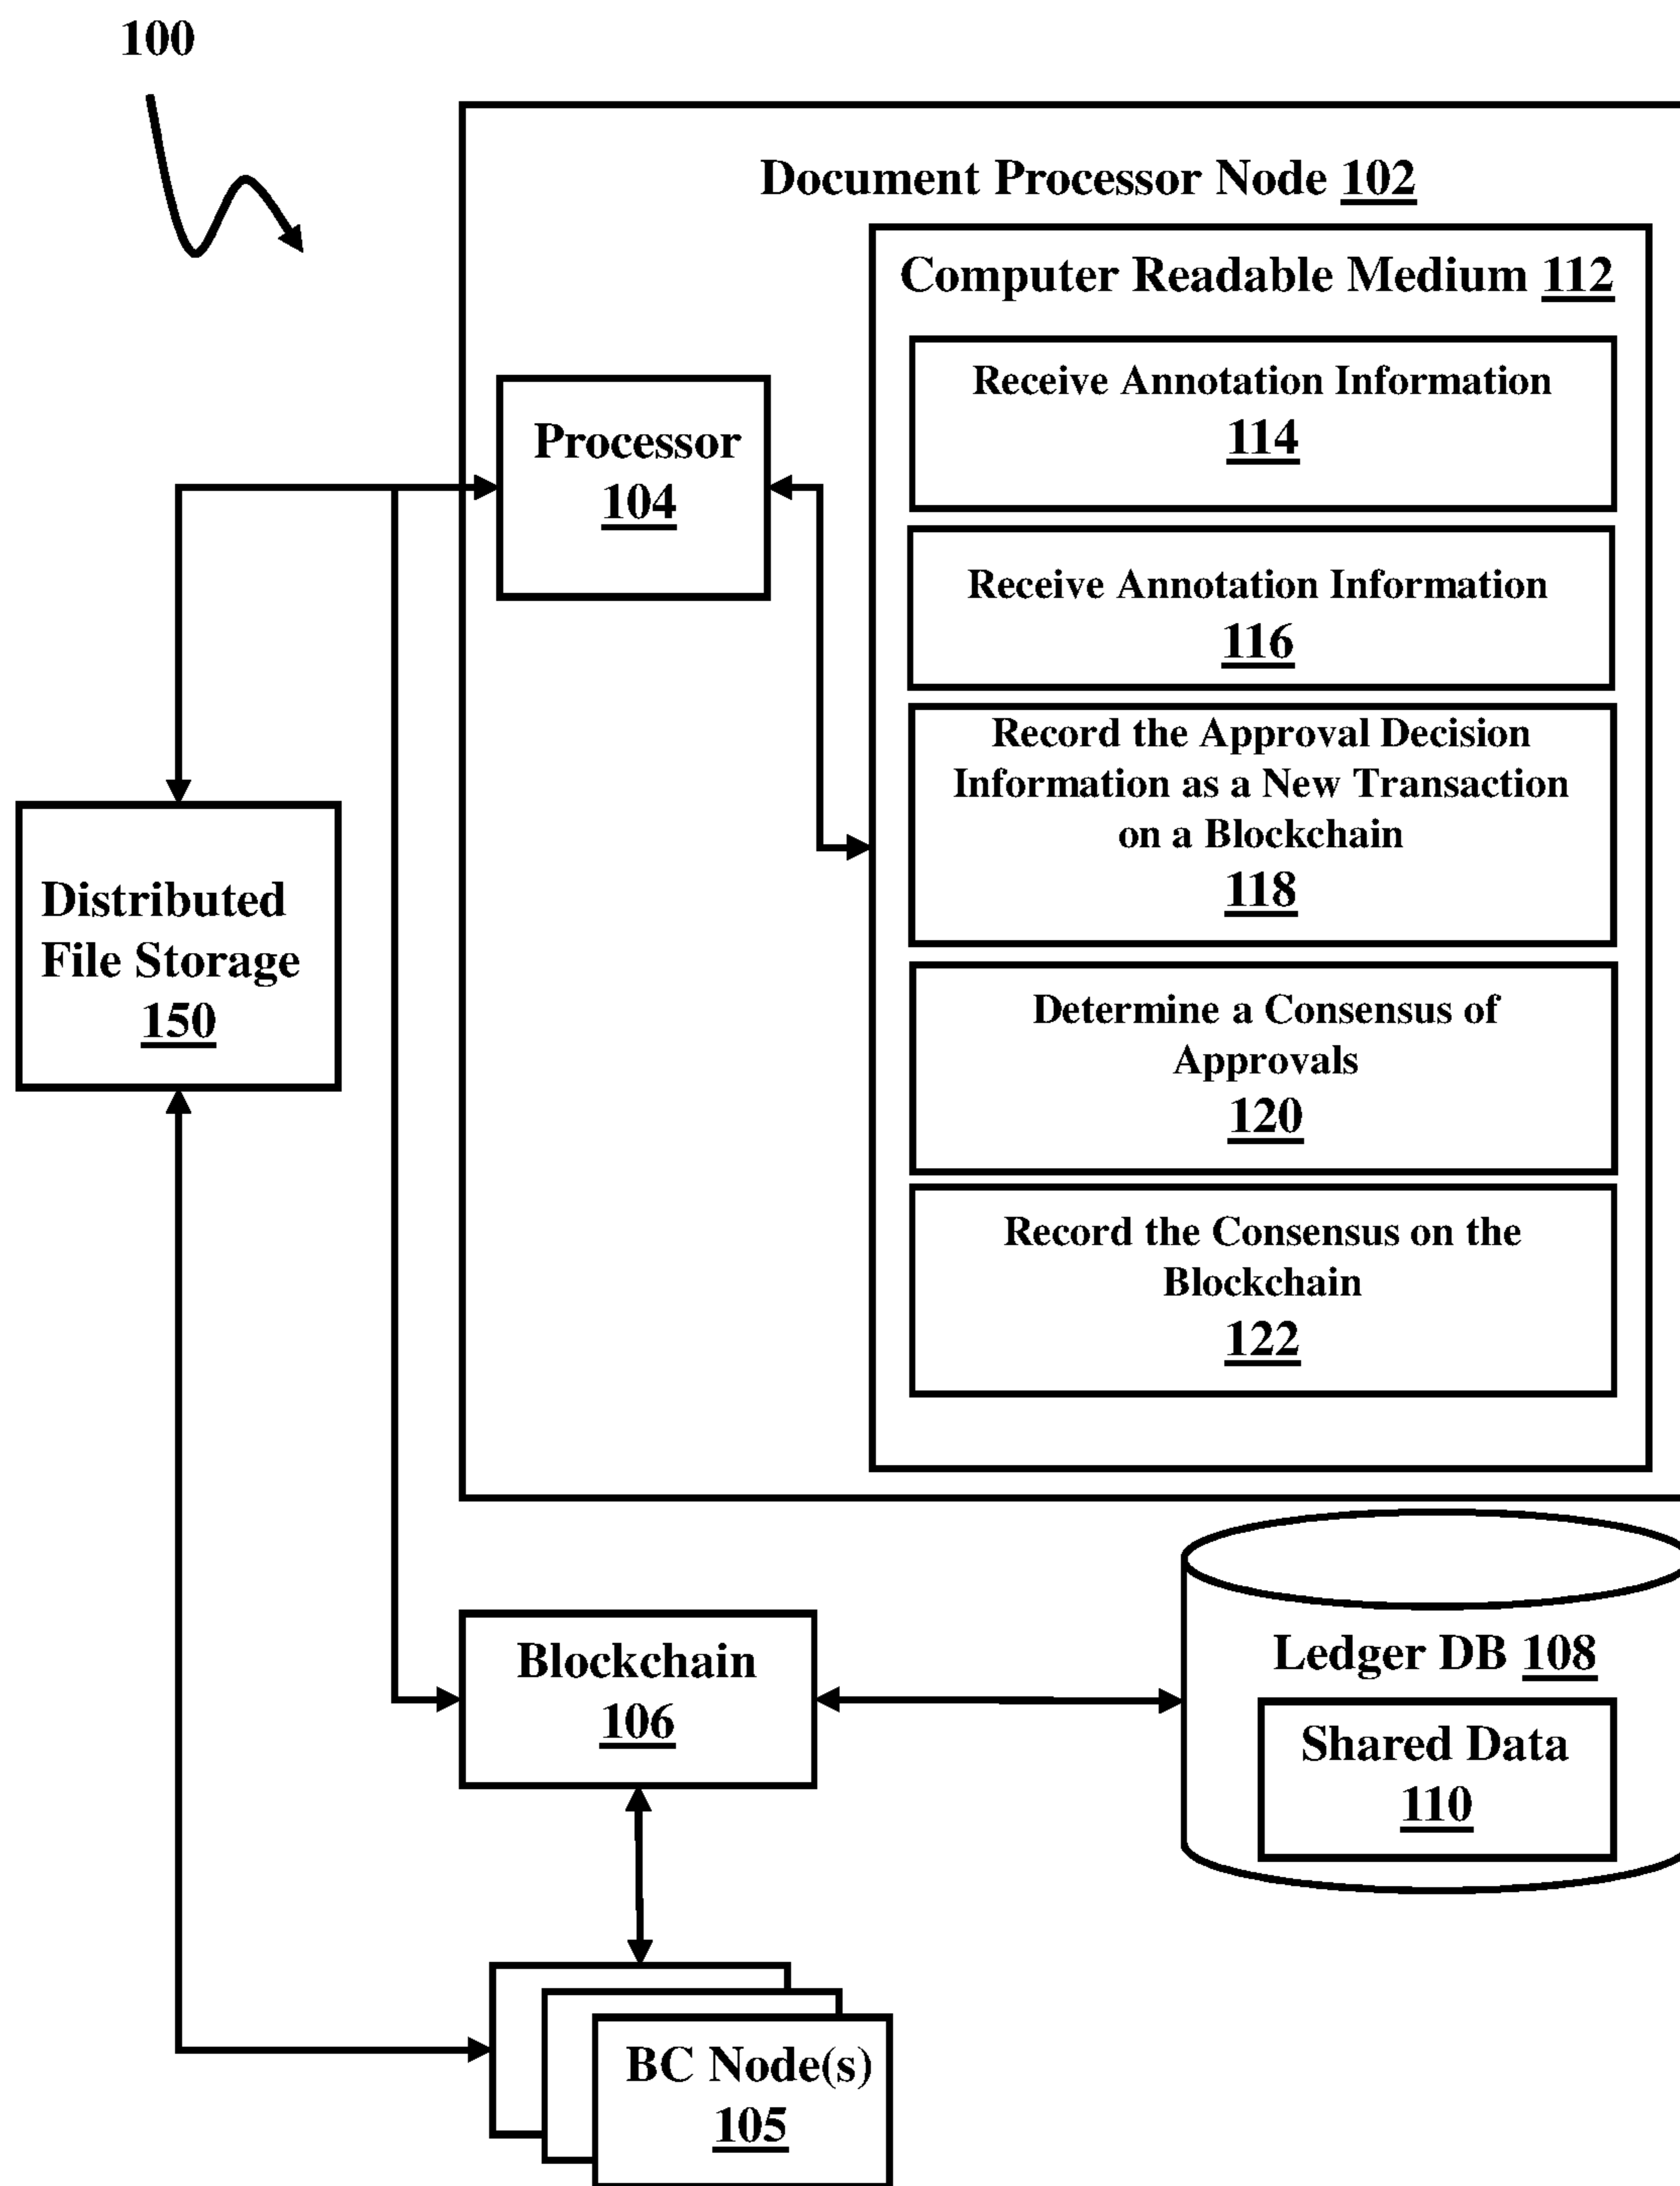 100
Document Processor Node 102
Computer Readable Medium 112
Receive Annotation Information
114
Processor
104
Receive Annotation Information
116
Record the Approval Decision
Information as a New Transaction
on a Blockchain
118
Distributed
File Storage
150
Determine a Consensus of
Approvals
120
Record the Consensus on the
Blockchain
122
Blockchain
106
Ledger DB 108
Shared Data
110
BC Node(s)
105